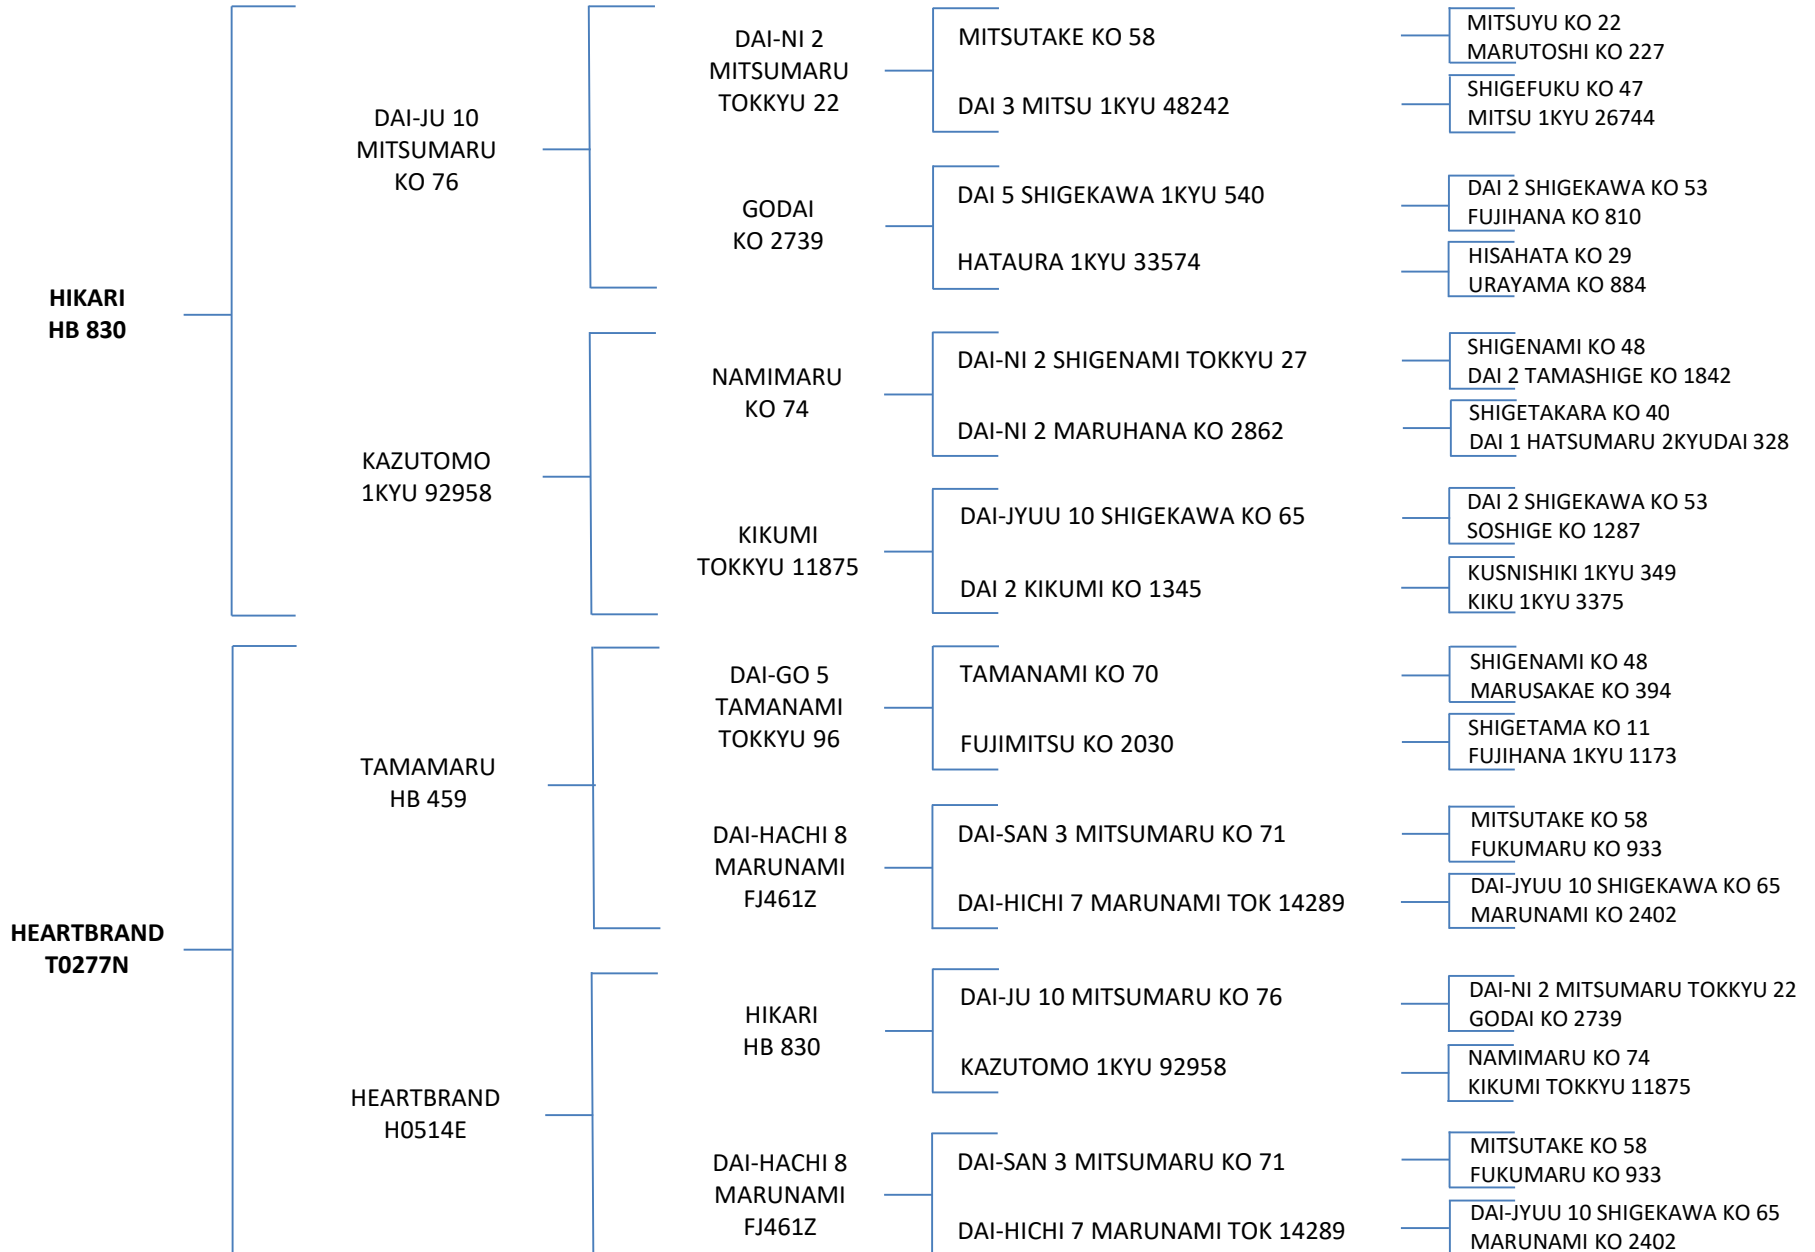 HIKARI
HB 830
HEARTBRAND
T0277N
DAI-JU 10
MITSUMARU
KO 76
KAZUTOMO
1KYU 92958
TAMAMARU
HB 459
HEARTBRAND
H0514E
DAI-NI 2
MITSUMARU
TOKKYU 22
GODAI
KO 2739
NAMIMARU
KO 74
KIKUMI
TOKKYU 11875
DAI-GO 5
TAMANAMI
TOKKYU 96
DAI-HACHI 8
MARUNAMI
FJ461Z
HIKARI
HB 830
DAI-HACHI 8
MARUNAMI
FJ461Z
MITSUTAKE KO 58
DAI 3 MITSU 1KYU 48242
DAI 5 SHIGEKAWA 1KYU 540
HATAURA 1KYU 33574
DAI-NI 2 SHIGENAMI TOKKYU 27
DAI-NI 2 MARUHANA KO 2862
DAI-JYUU 10 SHIGEKAWA KO 65
DAI 2 KIKUMI KO 1345
TAMANAMI KO 70
FUJIMITSU KO 2030
DAI-SAN 3 MITSUMARU KO 71
DAI-HICHI 7 MARUNAMI TOK 14289
DAI-JU 10 MITSUMARU KO 76
KAZUTOMO 1KYU 92958
DAI-SAN 3 MITSUMARU KO 71
DAI-HICHI 7 MARUNAMI TOK 14289
MITSUYU KO 22
MARUTOSHI KO 227
SHIGEFUKU KO 47
MITSU 1KYU 26744
DAI 2 SHIGEKAWA KO 53
FUJIHANA KO 810
HISAHATA KO 29
URAYAMA KO 884
SHIGENAMI KO 48
DAI 2 TAMASHIGE KO 1842
SHIGETAKARA KO 40
DAI 1 HATSUMARU 2KYUDAI 328
DAI 2 SHIGEKAWA KO 53
SOSHIGE KO 1287
KUSNISHIKI 1KYU 349
KIKU 1KYU 3375
SHIGENAMI KO 48
MARUSAKAE KO 394
SHIGETAMA KO 11
FUJIHANA 1KYU 1173
MITSUTAKE KO 58
FUKUMARU KO 933
DAI-JYUU 10 SHIGEKAWA KO 65
MARUNAMI KO 2402
DAI-NI 2 MITSUMARU TOKKYU 22
GODAI KO 2739
NAMIMARU KO 74
KIKUMI TOKKYU 11875
MITSUTAKE KO 58
FUKUMARU KO 933
DAI-JYUU 10 SHIGEKAWA KO 65
MARUNAMI KO 2402